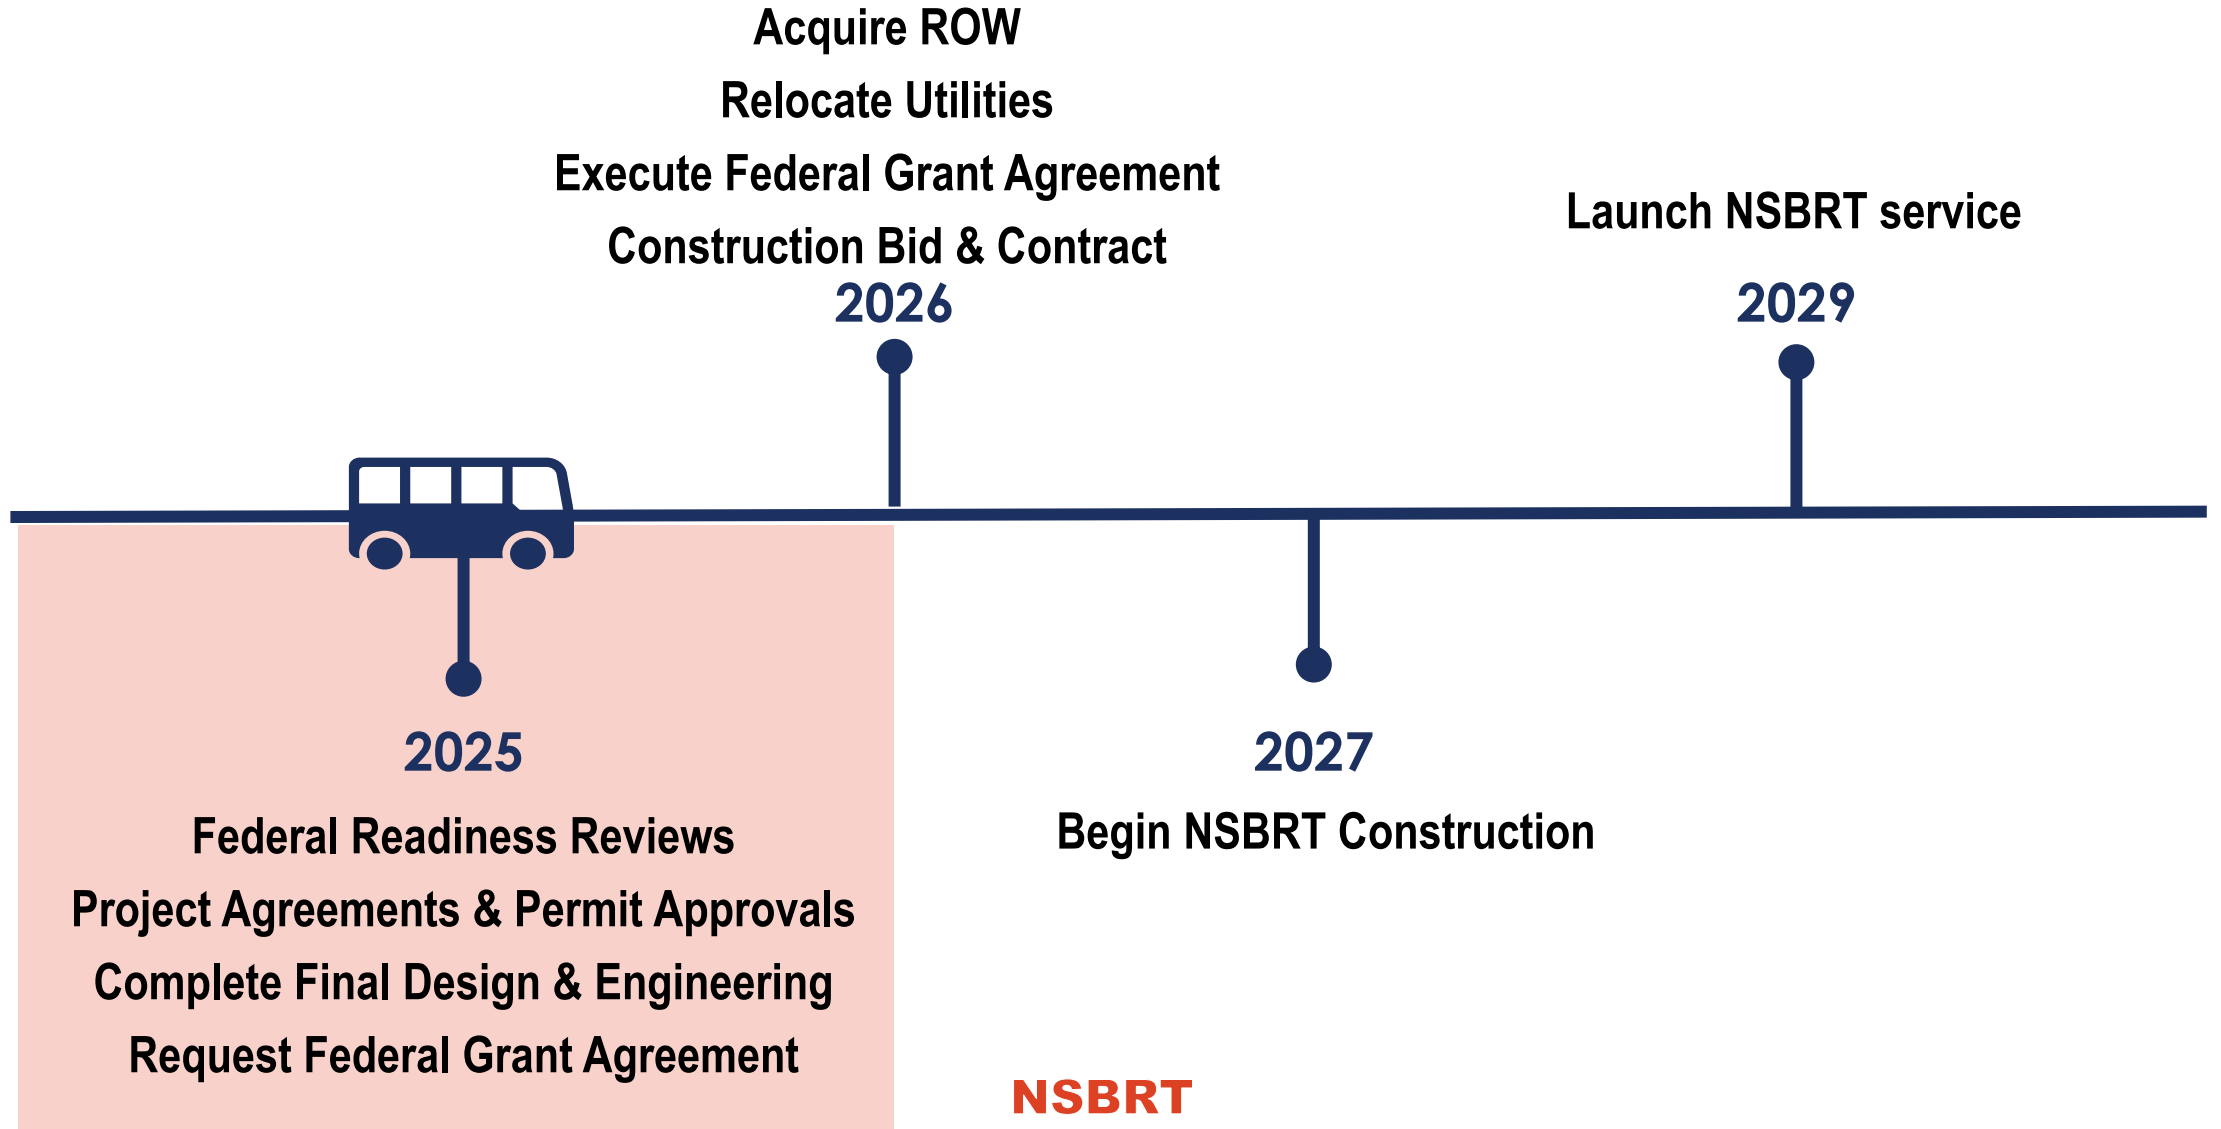 Acquire ROW
Relocate Utilities
Execute Federal Grant Agreement
Construction Bid & Contract
2026
Launch NSBRT service
2029
2025
Federal Readiness Reviews
Project Agreements & Permit Approvals
Complete Final Design & Engineering
Request Federal Grant Agreement
2027
Begin NSBRT Construction
NSBRT